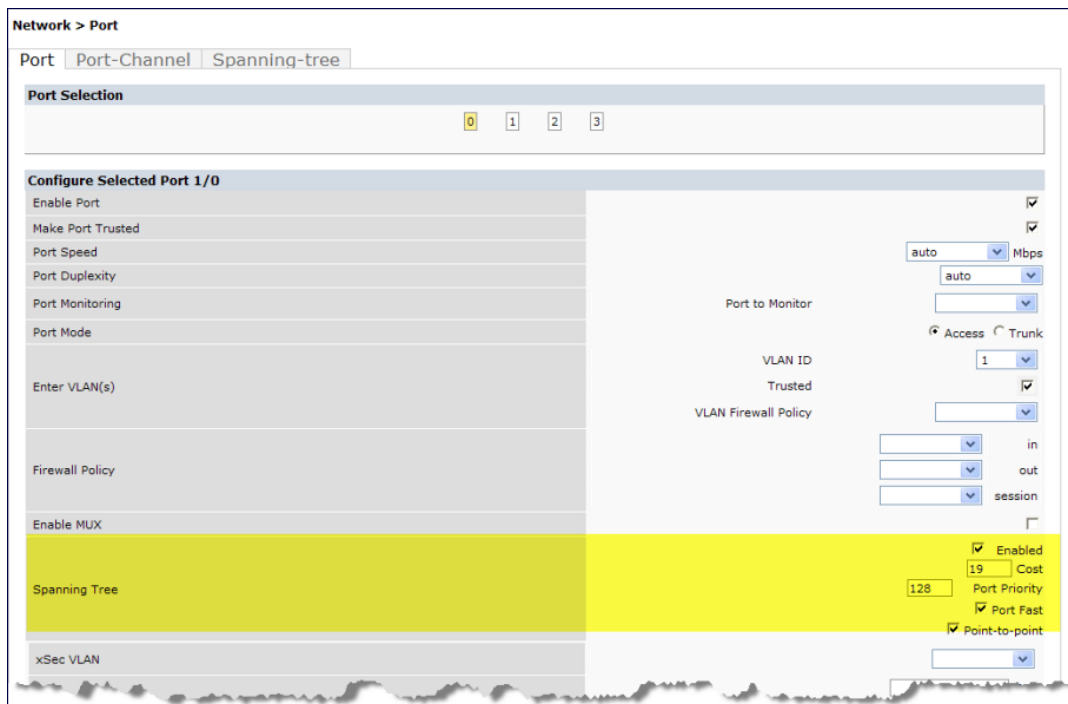 Network > Port
Port Port-Channel Spanning-tree
Port Selection
0 1 2 3
Configure Selected Port 1/0
Enable Port
Make Port Trusted
Port Speed auto Mbps
Port Duplexity auto
Port Monitoring Port to Monitor
Port Mode Access Trunk
VLAN ID 1
Enter VLAN(s) Trusted
VLAN Firewall Policy
in
Firewall Policy out
session
Enable MUX
Enabled
19 Cost
Spanning Tree 128 Port Priority
Port Fast
Point-to-point
xSec VLAN